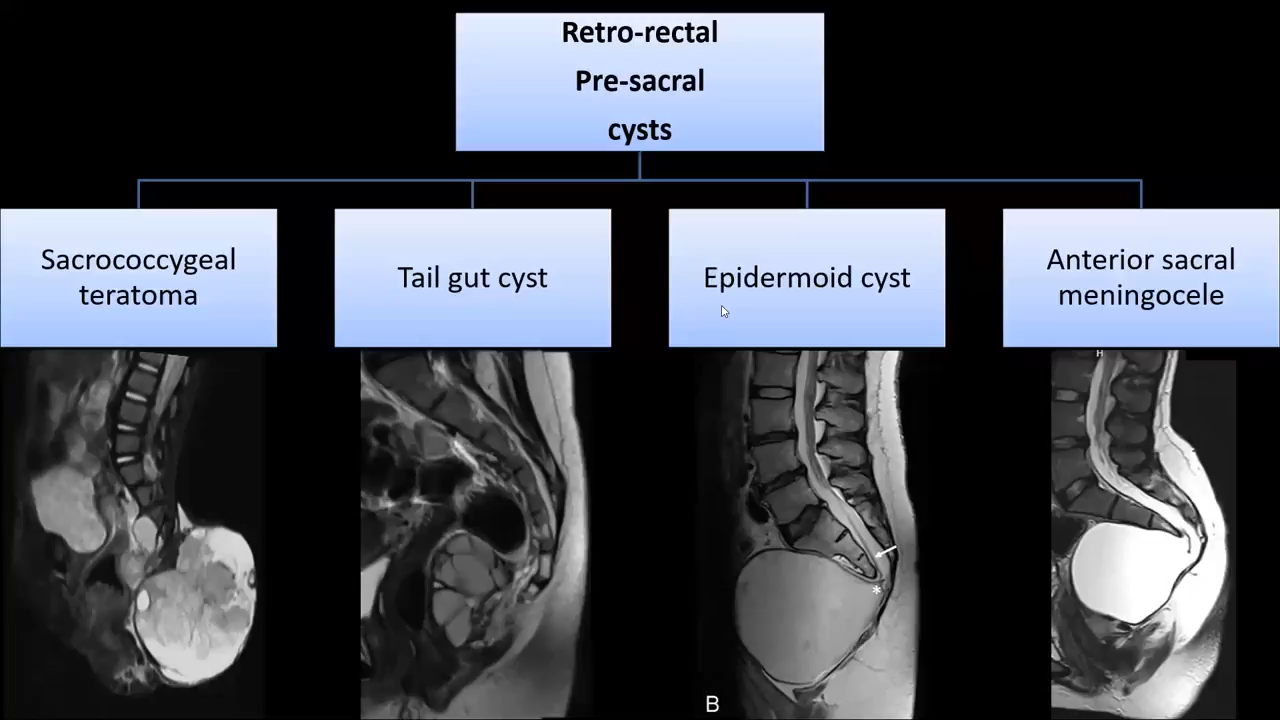 Retro-rectal
Pre-sacral
cysts
Sacrococcygeal
teratoma
Tail gut cyst
Epidermoid cyst
Anterior sacral
meningocele
H
*
B